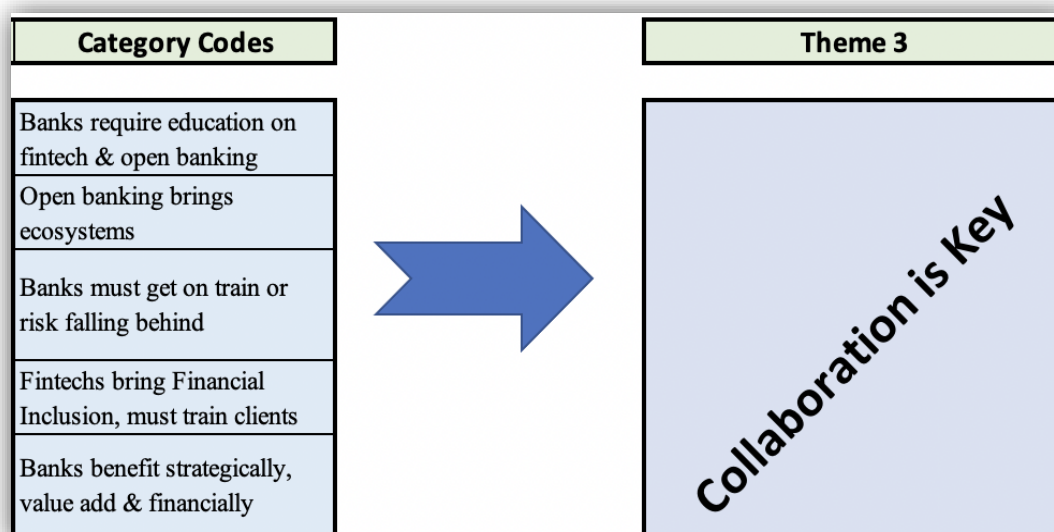 Category Codes
Theme 3
Banks require education on
fintech & open banking
Open banking brings
ecosystems
Banks must get on train or
risk falling behind
Fintechs bring Financial
Inclusion, must train clients
Banks benefit strategically,
value add & financially
Collaboration is Key